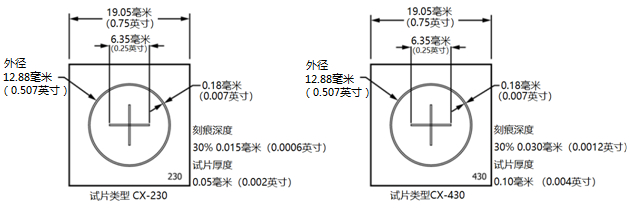 19.05毫米
（0.75英寸）
6.35毫米
（0.25英寸）
外径
12.88毫米
（0.507英寸）
0.18毫米
（0.007英寸）
刻痕深度
30% 0.015毫米（0.0006英寸）
试片厚度
230
0.05毫米（0.002英寸）
试片类型 CX-230
19.05毫米
（0.75英寸）
6.35毫米
（0.25英寸）
外径
12.88毫米
（0.507英寸）
0.18毫米
（0.007英寸）
刻痕深度
30% 0.030毫米（0.0012英寸）
试片厚度
430
0.10毫米 （0.004英寸）
试片类型CX-430